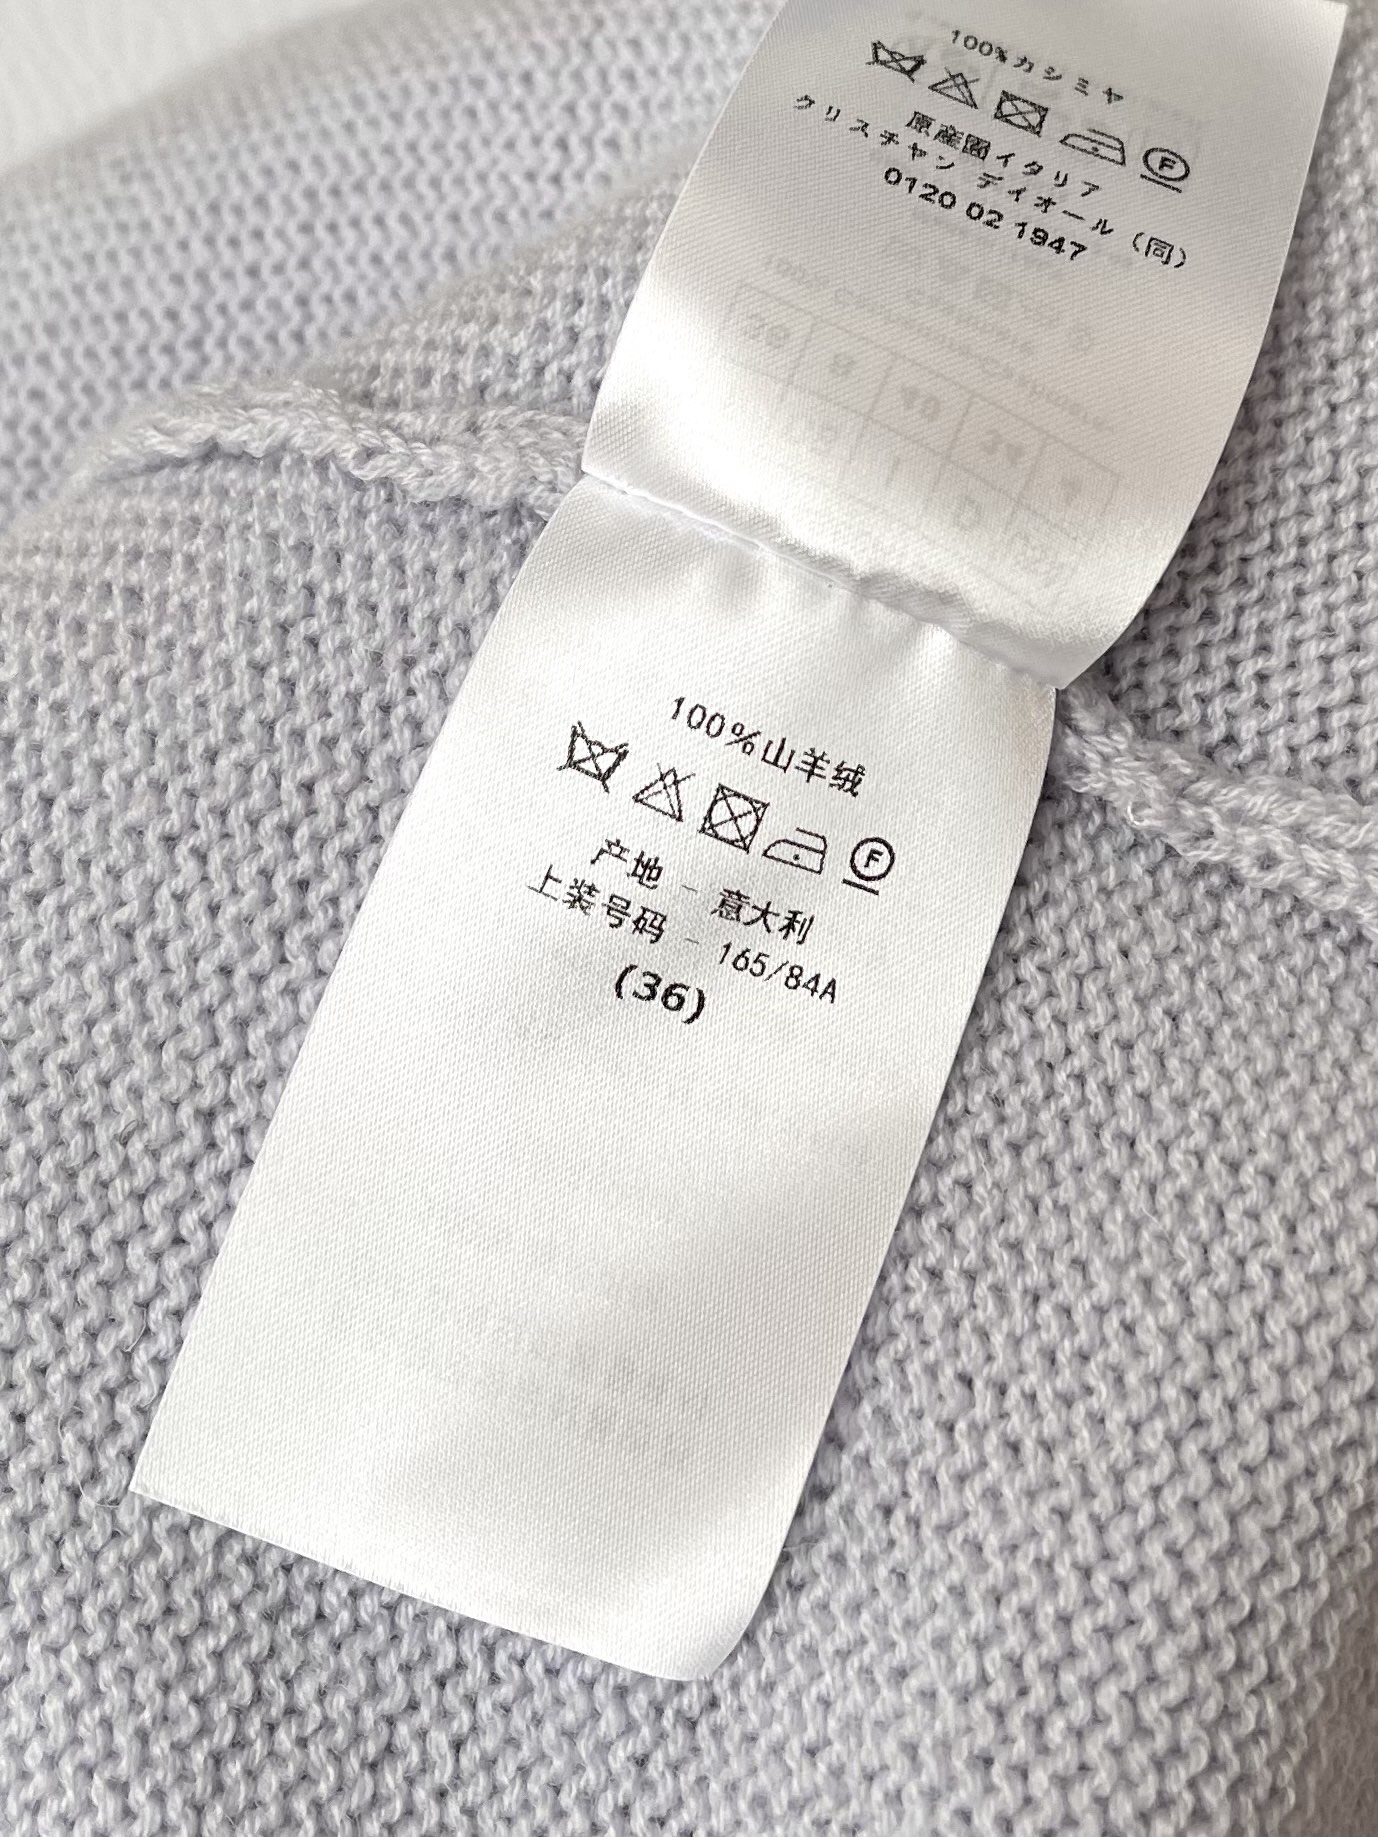 100%カシミヤ
F
原産國イタリア
クリスチャン ディオール (同)
0120 02 1947
100%山羊绒
F
产地 - 意大利
上装号码 - 165/84A
(36)